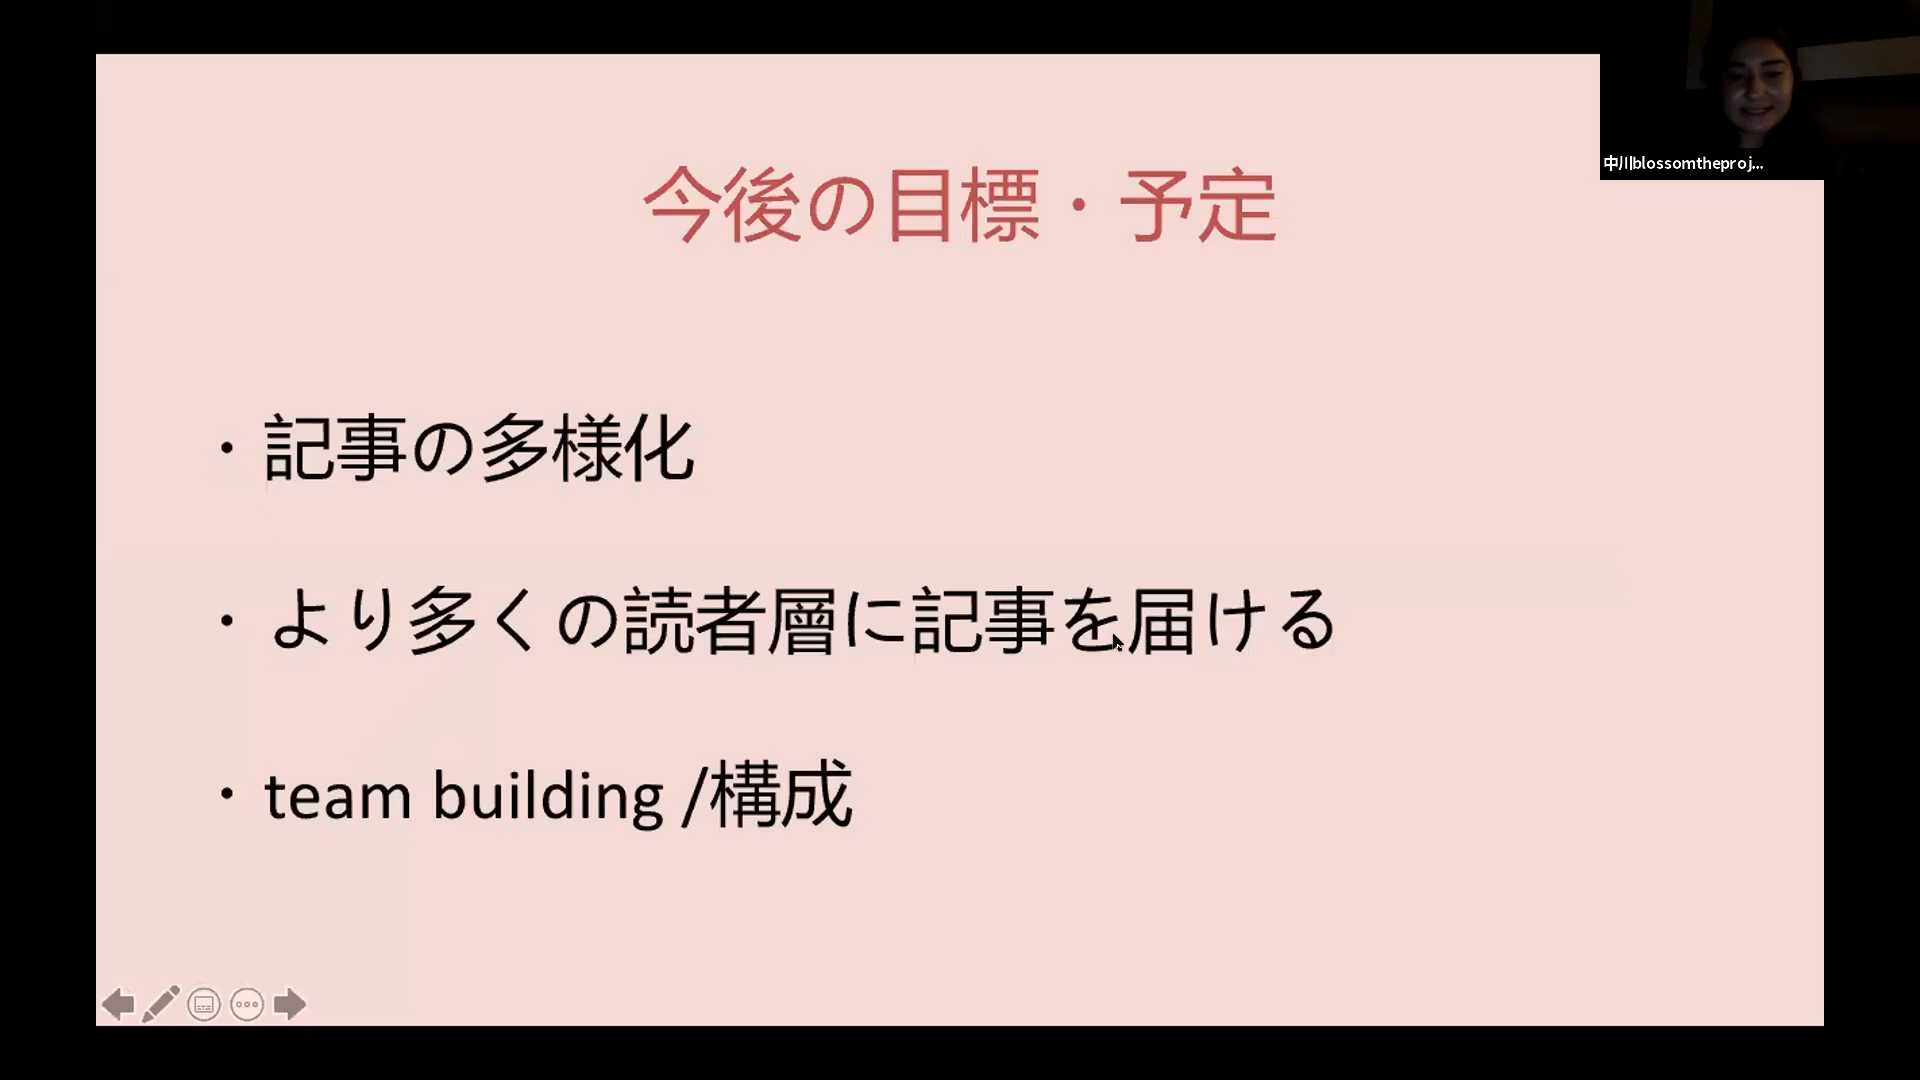 中川blossomtheproj...
今後の目標・予定
・記事の多様化
・より多くの読者層に記事を届ける
・team building /構成